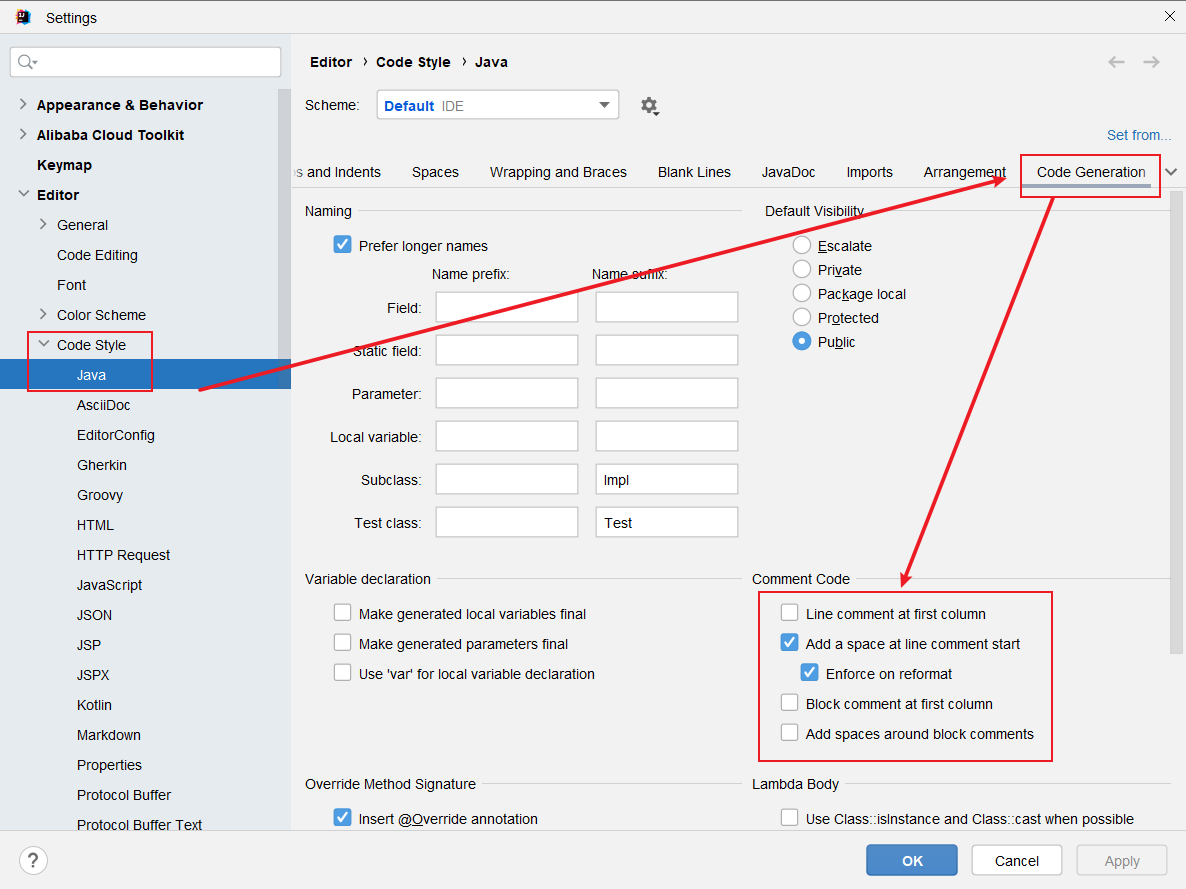 Settings
Editor › Code Style › Java
Scheme: Default IDE
Set from...
Appearance & Behavior
Alibaba Cloud Toolkit
Keymap
Editor
General
Code Editing
Font
Color Scheme
Code Style
Java
AsciiDoc
EditorConfig
Gherkin
Groovy
HTML
HTTP Request
JavaScript
JSON
JSP
JSPX
Kotlin
Markdown
Properties
Protocol Buffer
Protocol Buffer Text
s and Indents Spaces Wrapping and Braces Blank Lines JavaDoc Imports Arrangement Code Generation
Naming
Prefer longer names
Name prefix: Name suffix:
Field:
Static field:
Parameter:
Local variable:
Subclass: Impl
Test class: Test
Default Visibility
Escalate
Private
Package local
Protected
Public
Variable declaration
Make generated local variables final
Make generated parameters final
Use 'var' for local variable declaration
Comment Code
Line comment at first column
Add a space at line comment start
Enforce on reformat
Block comment at first column
Add spaces around block comments
Override Method Signature
Insert @Override annotation
Lambda Body
Use Class::isInstance and Class::cast when possible
?
OK Cancel Apply